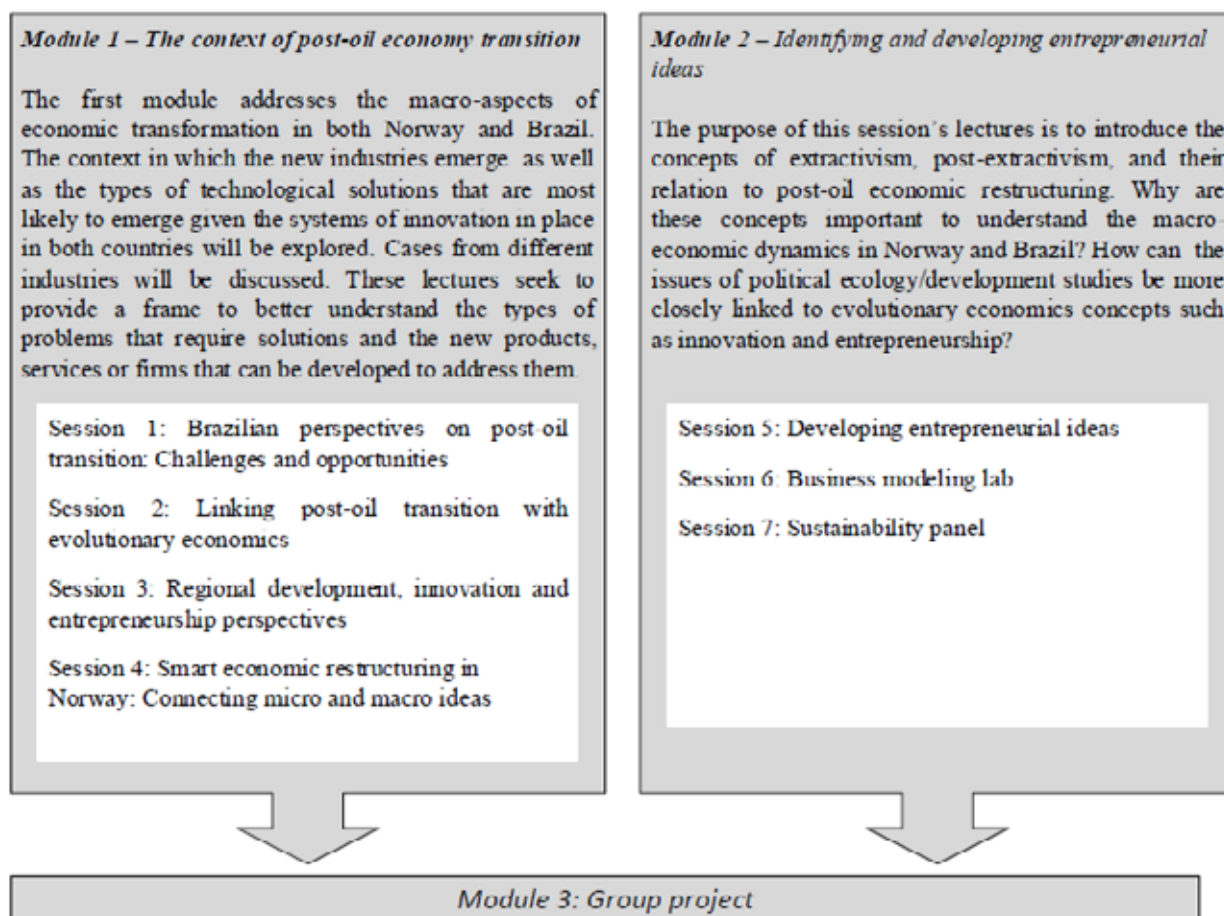 Module 1 – The context of post-oil economy transition
The first module addresses the macro-aspects of
economic transformation in both Norway and Brazil.
The context in which the new industries emerge as well
as the types of technological solutions that are most
likely to emerge given the systems of innovation in place
in both countries will be explored. Cases from different
industries will be discussed. These lectures seek to
provide a frame to better understand the types of
problems that require solutions and the new products,
services or firms that can be developed to address them.
Session 1: Brazilian perspectives on post-oil
transition: Challenges and opportunities
Session 2: Linking post-oil transition with
evolutionary economics
Session 3. Regional development, innovation and
entrepreneurship perspectives
Session 4: Smart economic restructuring in
Norway: Connecting micro and macro ideas
Module 2 – Identifying and developing entrepreneurial
ideas
The purpose of this session´s lectures is to introduce the
concepts of extractivism, post-extractivism, and their
relation to post-oil economic restructuring. Why are
these concepts important to understand the macro-
economic dynamics in Norway and Brazil? How can the
issues of political ecology/development studies be more
closely linked to evolutionary economics concepts such
as innovation and entrepreneurship?
Session 5: Developing entrepreneurial ideas
Session 6: Business modeling lab
Session 7: Sustainability panel
Module 3: Group project